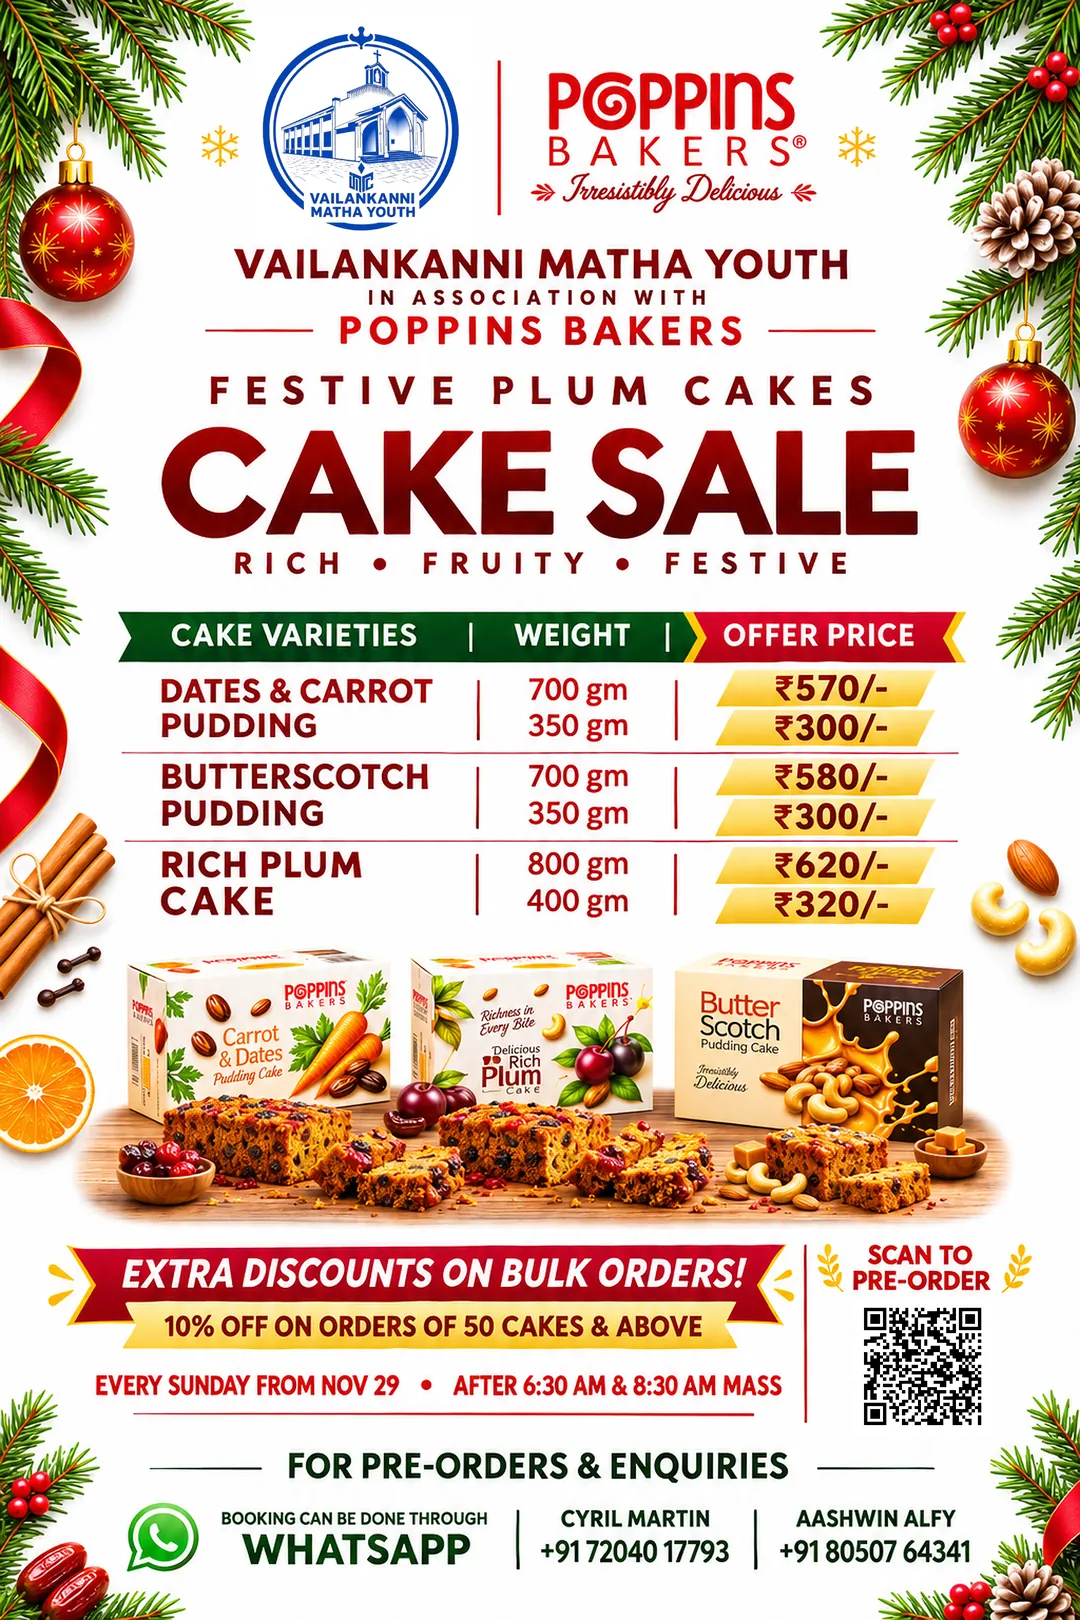 VAILANKANNI
MATHA YOUTH
POPPINS
BAKERS®
Irresistibly Delicious
VAILANKANNI MATHA YOUTH
IN ASSOCIATION WITH
POPPINS BAKERS
FESTIVE PLUM CAKES
CAKE SALE
RICH • FRUITY • FESTIVE
CAKE VARIETIES | WEIGHT | OFFER PRICE
DATES & CARROT PUDDING
700 gm ₹570/-
350 gm ₹300/-
BUTTERSCOTCH PUDDING
700 gm ₹580/-
350 gm ₹300/-
RICH PLUM CAKE
800 gm ₹620/-
400 gm ₹320/-
POPPINS
BAKERS
Carrot
& Dates
Pudding Cake
Richness in
Every Bite
POPPINS
BAKERS
Delicious
Rich
Plum
Cake
Butter
Scotch
Pudding Cake
Irresistibly
Delicious
POPPINS
BAKERS
EXTRA DISCOUNTS ON BULK ORDERS!
10% OFF ON ORDERS OF 50 CAKES & ABOVE
EVERY SUNDAY FROM NOV 29 • AFTER 6:30 AM & 8:30 AM MASS
SCAN TO
PRE-ORDER
FOR PRE-ORDERS & ENQUIRIES
BOOKING CAN BE DONE THROUGH
WHATSAPP
CYRIL MARTIN
+91 72040 17793
AASHWIN ALFY
+91 80507 64341